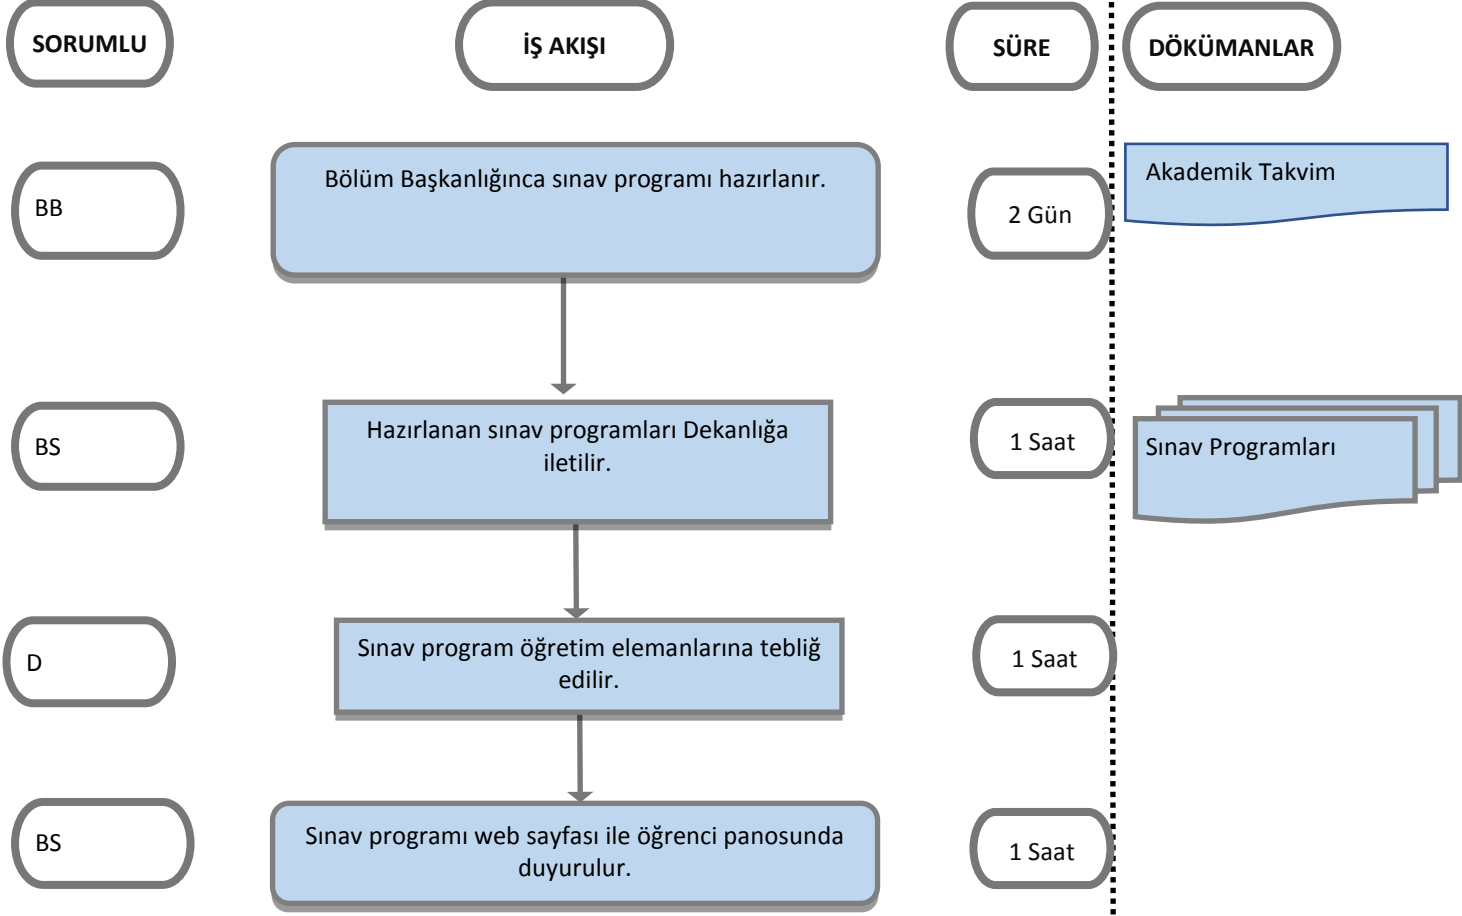 SORUMLU
İŞ AKIŞI
SÜRE
DÖKÜMANLAR
BB
Bölüm Başkanlığınca sınav programı hazırlanır.
2 Gün
Akademik Takvim
BS
Hazırlanan sınav programları Dekanlığa
iletilir.
1 Saat
Sınav Programları
D
Sınav program öğretim elemanlarına tebliğ
edilir.
1 Saat
BS
Sınav programı web sayfası ile öğrenci panosunda
duyurulur.
1 Saat